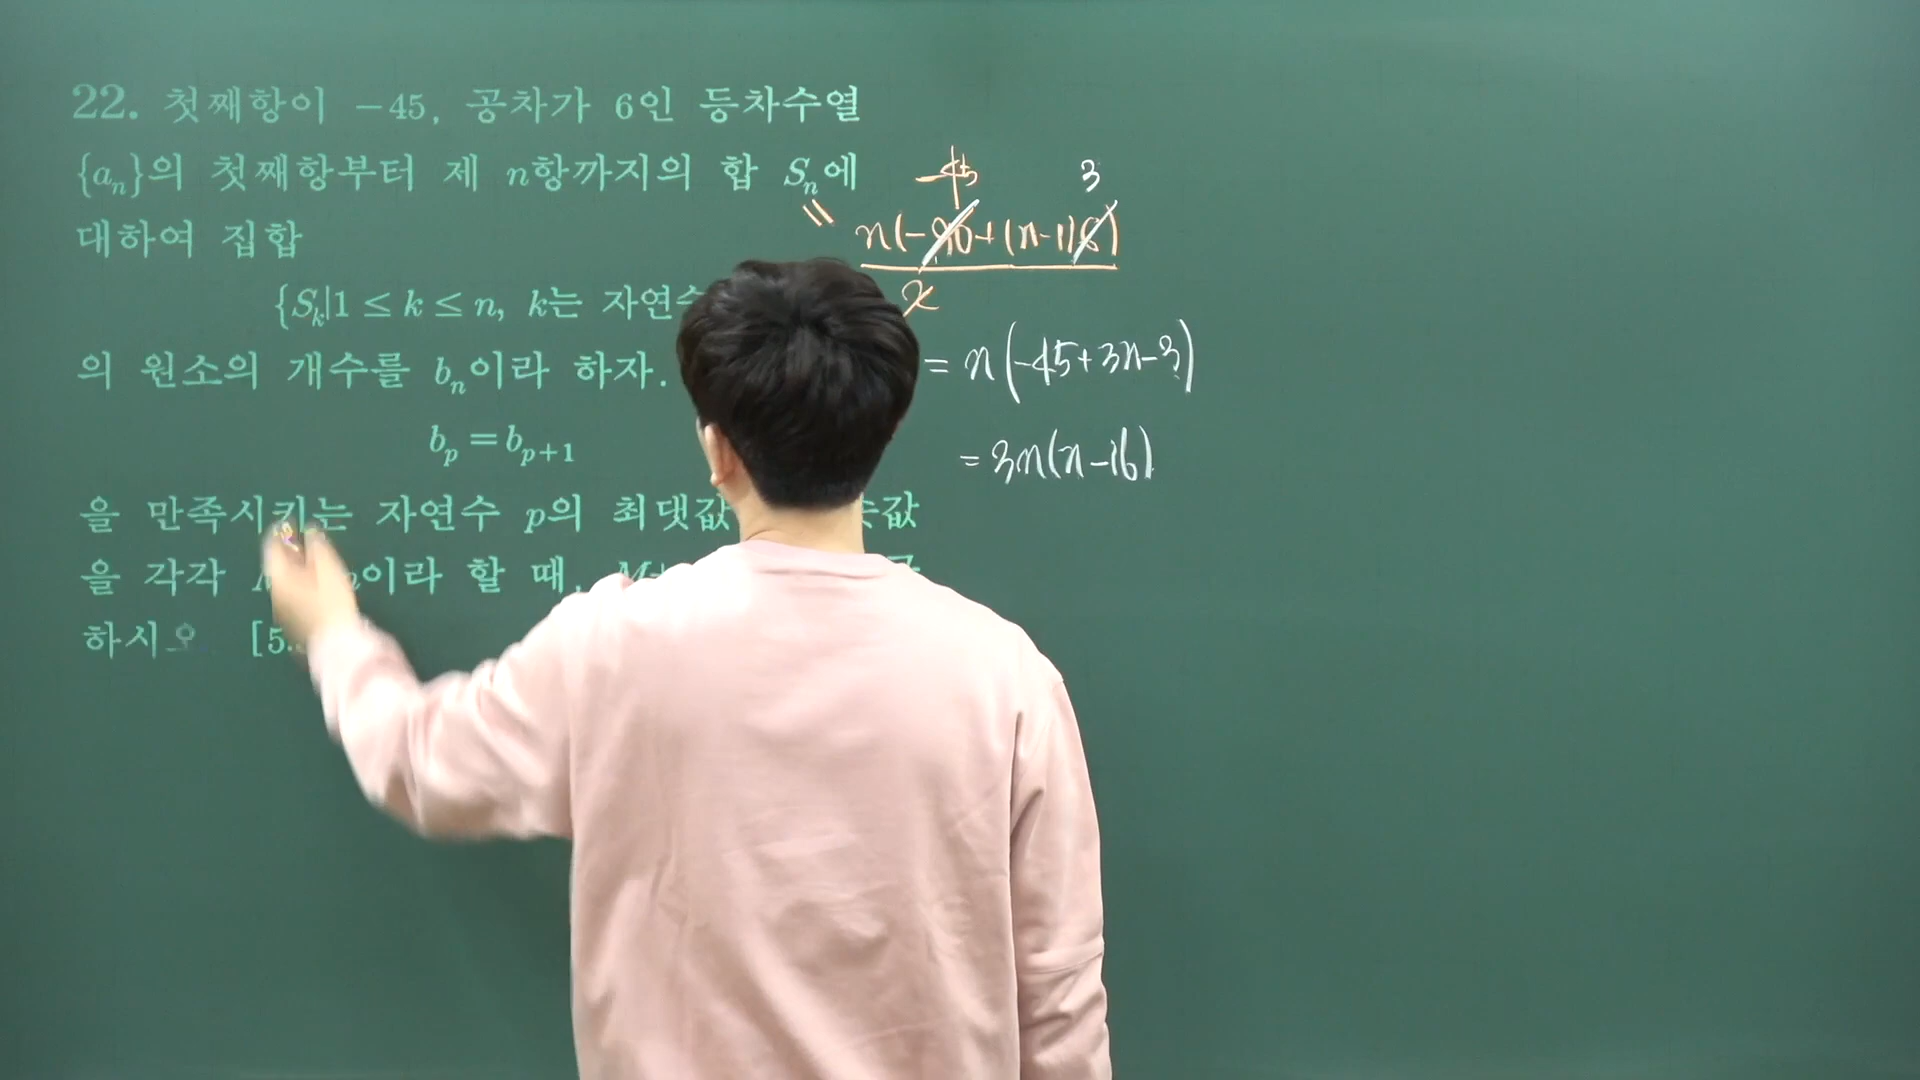 22. 첫째항이 -45, 공차가 6인 등차수열
{aₙ}의 첫째항부터 제 n항까지의 합 Sₙ에
대하여 집합
{Sₖ|1 ≤ k ≤ n, k는
의 원소의 개수를 bₙ이라 하자.
b_p = b_{p+1}
을 만족시키는 자연수 p의 최댓값
을 각각 이라 할 때,
하시오 [5.
-45 3
n(-90+(n-1)6)
2
= n(-45+3n-3)
= 3n(n-16)